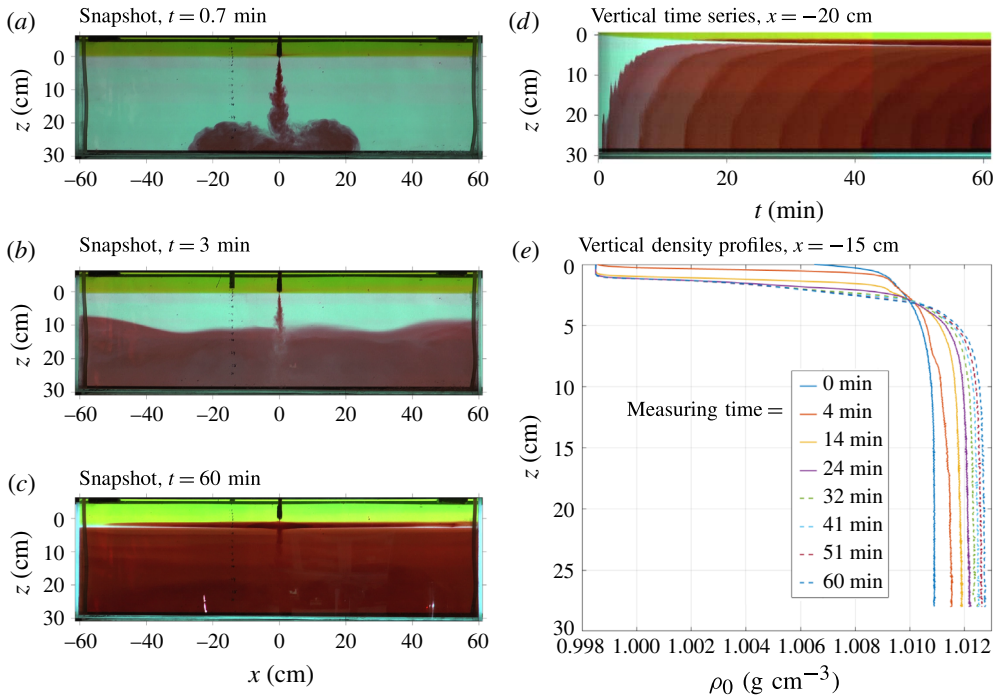 (a) Snapshot, t = 0.7 min
z (cm)
0
10
20
30
−60 −40 −20 0 20 40 60
(b) Snapshot, t = 3 min
z (cm)
0
10
20
30
−60 −40 −20 0 20 40 60
(c) Snapshot, t = 60 min
z (cm)
0
10
20
30
−60 −40 −20 0 20 40 60
x (cm)
(d) Vertical time series, x = −20 cm
z (cm)
0
10
20
30
0 20 40 60
t (min)
(e) Vertical density profiles, x = −15 cm
z (cm)
0
5
10
15
20
25
30
Measuring time =
0 min
4 min
14 min
24 min
32 min
41 min
51 min
60 min
0.998 1.000 1.002 1.004 1.006 1.008 1.010 1.012
ρ0 (g cm−3)